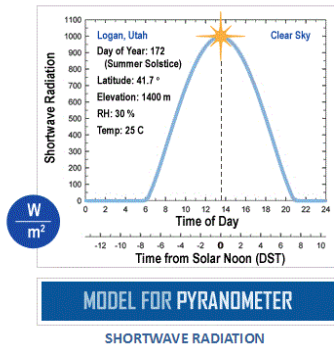 Logan, Utah
Clear Sky
Day of Year: 172
(Summer Solstice)
Latitude: 41.7 °
Elevation: 1400 m
RH: 30 %
Temp: 25 C
Shortwave Radiation
1100
1000
900
800
700
600
500
400
300
200
100
0
W
m²
0 2 4 6 8 10 12 14 16 18 20 22 24
Time of Day
-12 -10 -8 -6 -4 -2 0 2 4 6 8 10
Time from Solar Noon (DST)
MODEL FOR PYRANOMETER
SHORTWAVE RADIATION